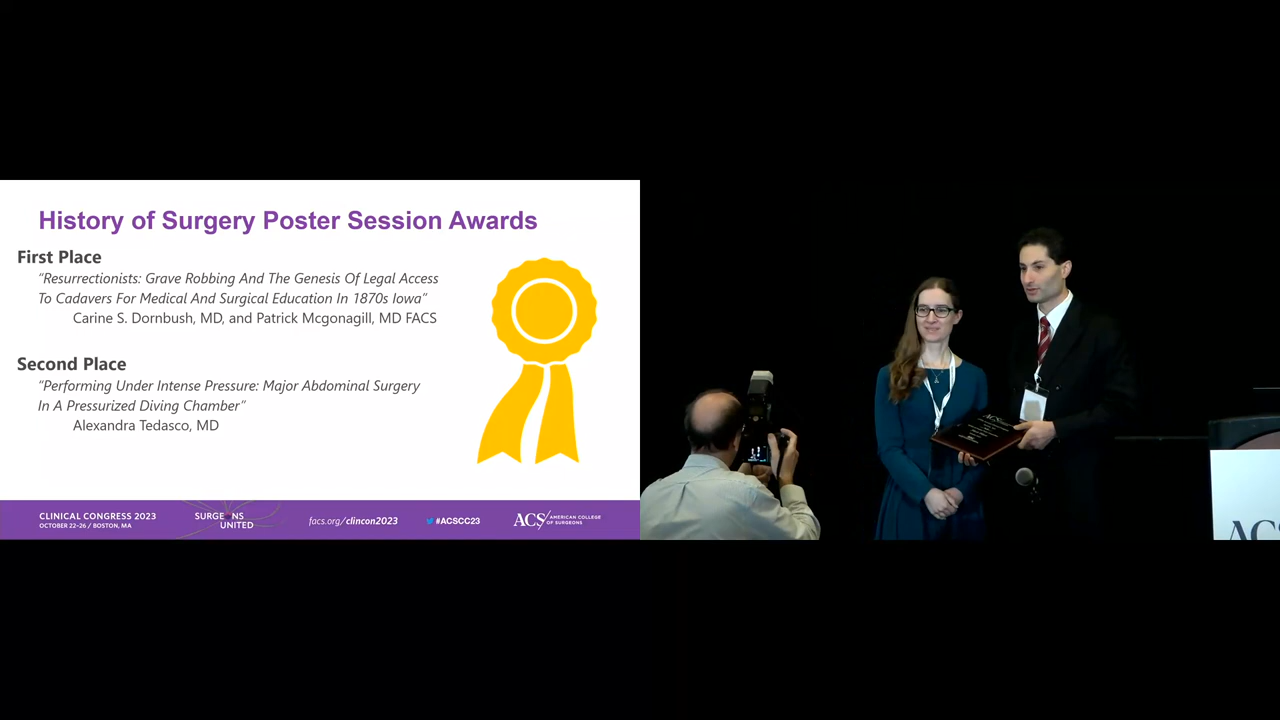 History of Surgery Poster Session Awards
First Place
“Resurrectionists: Grave Robbing And The Genesis Of Legal Access
To Cadavers For Medical And Surgical Education In 1870s Iowa”
Carine S. Dornbush, MD, and Patrick Mcgonagill, MD FACS
Second Place
“Performing Under Intense Pressure: Major Abdominal Surgery
In A Pressurized Diving Chamber”
Alexandra Tedasco, MD
CLINICAL CONGRESS 2023
OCTOBER 22–26 / BOSTON, MA
SURGE NS
UNITED
facs.org/clincon2023
#ACSCC23
ACS AMERICAN COLLEGE
OF SURGEONS
ACS
AC